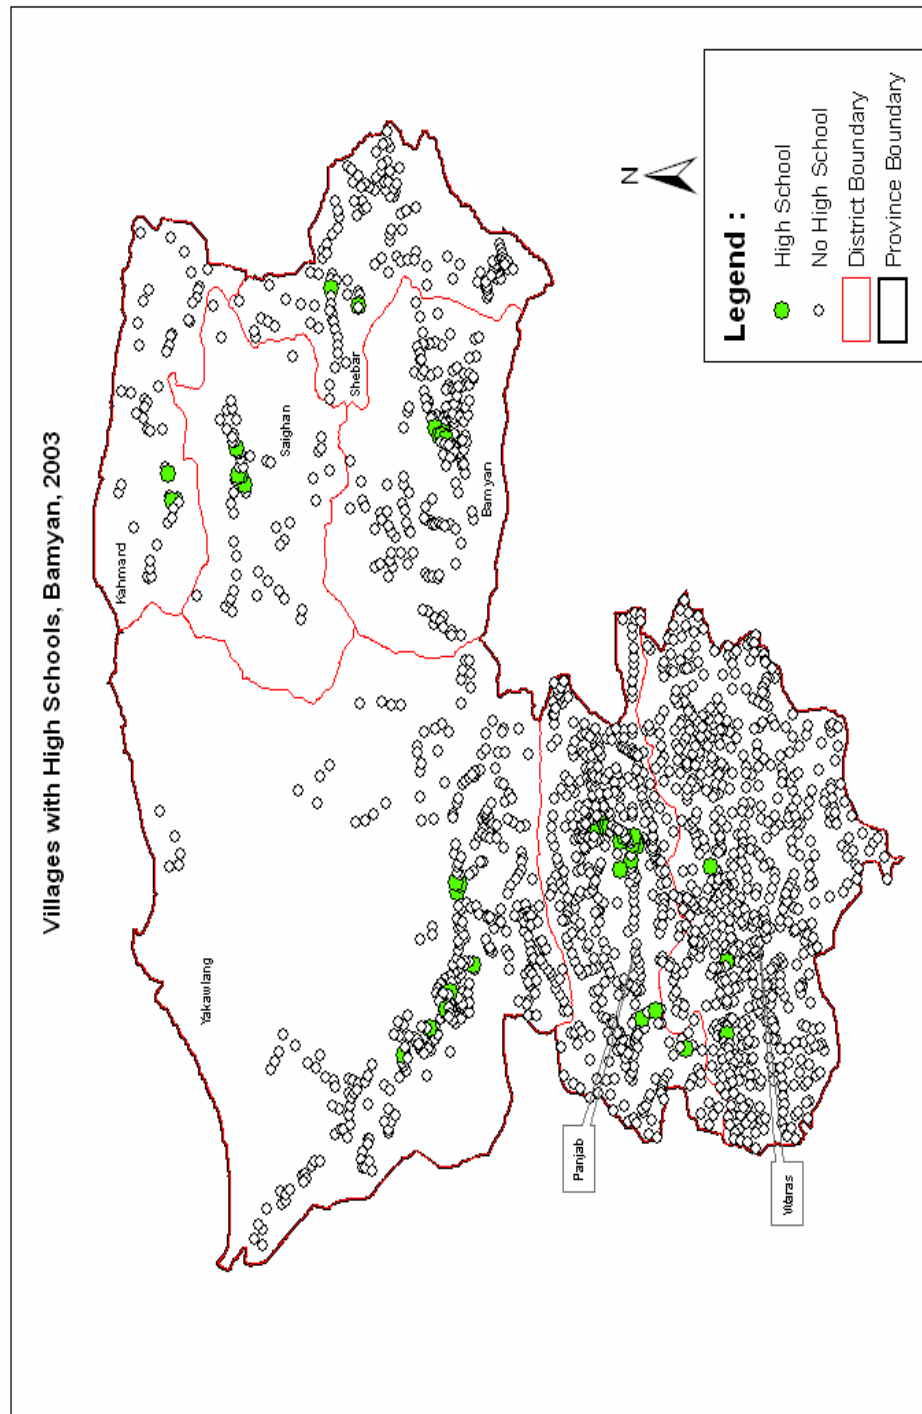 Villages with High Schools, Bamyan, 2003
Kahmard
Saighan
Shebar
Bamyan
Yakawlang
Panjab
Waras
N
Legend :
High School
No High School
District Boundary
Province Boundary